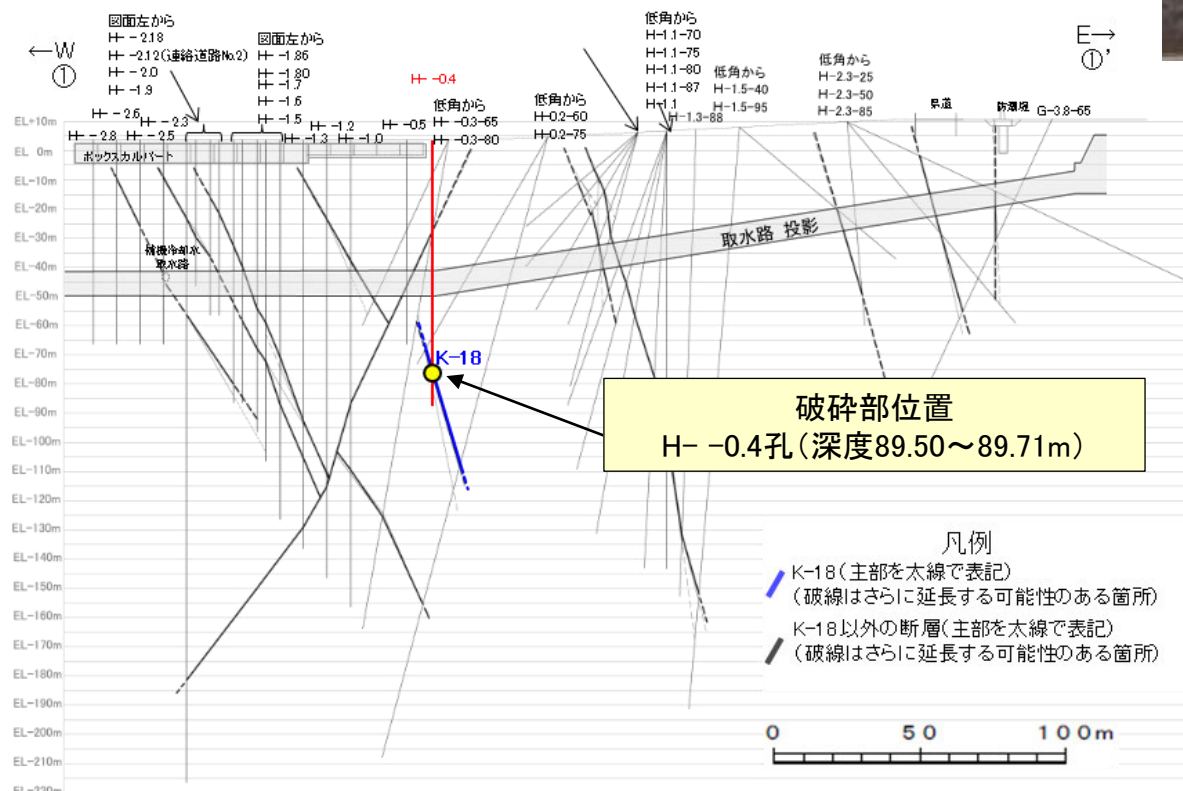 ←W
①
図面左から
H- -2.18
H- -2.12(連絡道路No.2)
H- -2.0
H- -1.9
図面左から
H- -1.86
H- -1.80
H- -1.7
H- -1.6
H- -1.5
H- -0.4
低角から
H-1.1-70
H-1.1-75
H-1.1-80
H-1.1-87
H-1.1
H-1.3-88
低角から
H-1.5-40
H-1.5-95
低角から
H-2.3-25
H-2.3-50
H-2.3-85
E→
①'
県道
防潮堤
G-3.8-65
H- -2.6
H- -2.3
H- -2.8
H- -2.5
H- -1.2
H- -1.3
H- -1.0
H- -0.5
低角から
H-0.3-65
H-0.3-80
低角から
H-0.2-60
H-0.2-75
ボックスカルバート
補機冷却水
取水路
取水路 投影
EL+10m
EL 0m
EL-10m
EL-20m
EL-30m
EL-40m
EL-50m
EL-60m
EL-70m
EL-80m
EL-90m
EL-100m
EL-110m
EL-120m
EL-130m
EL-140m
EL-150m
EL-160m
EL-170m
EL-180m
EL-190m
EL-200m
EL-210m
EL-220m
K-18
破砕部位置
H- -0.4孔(深度89.50～89.71m)
凡例
K-18(主部を太線で表記)
(破線はさらに延長する可能性のある箇所)
K-18以外の断層(主部を太線で表記)
(破線はさらに延長する可能性のある箇所)
0 50 100m